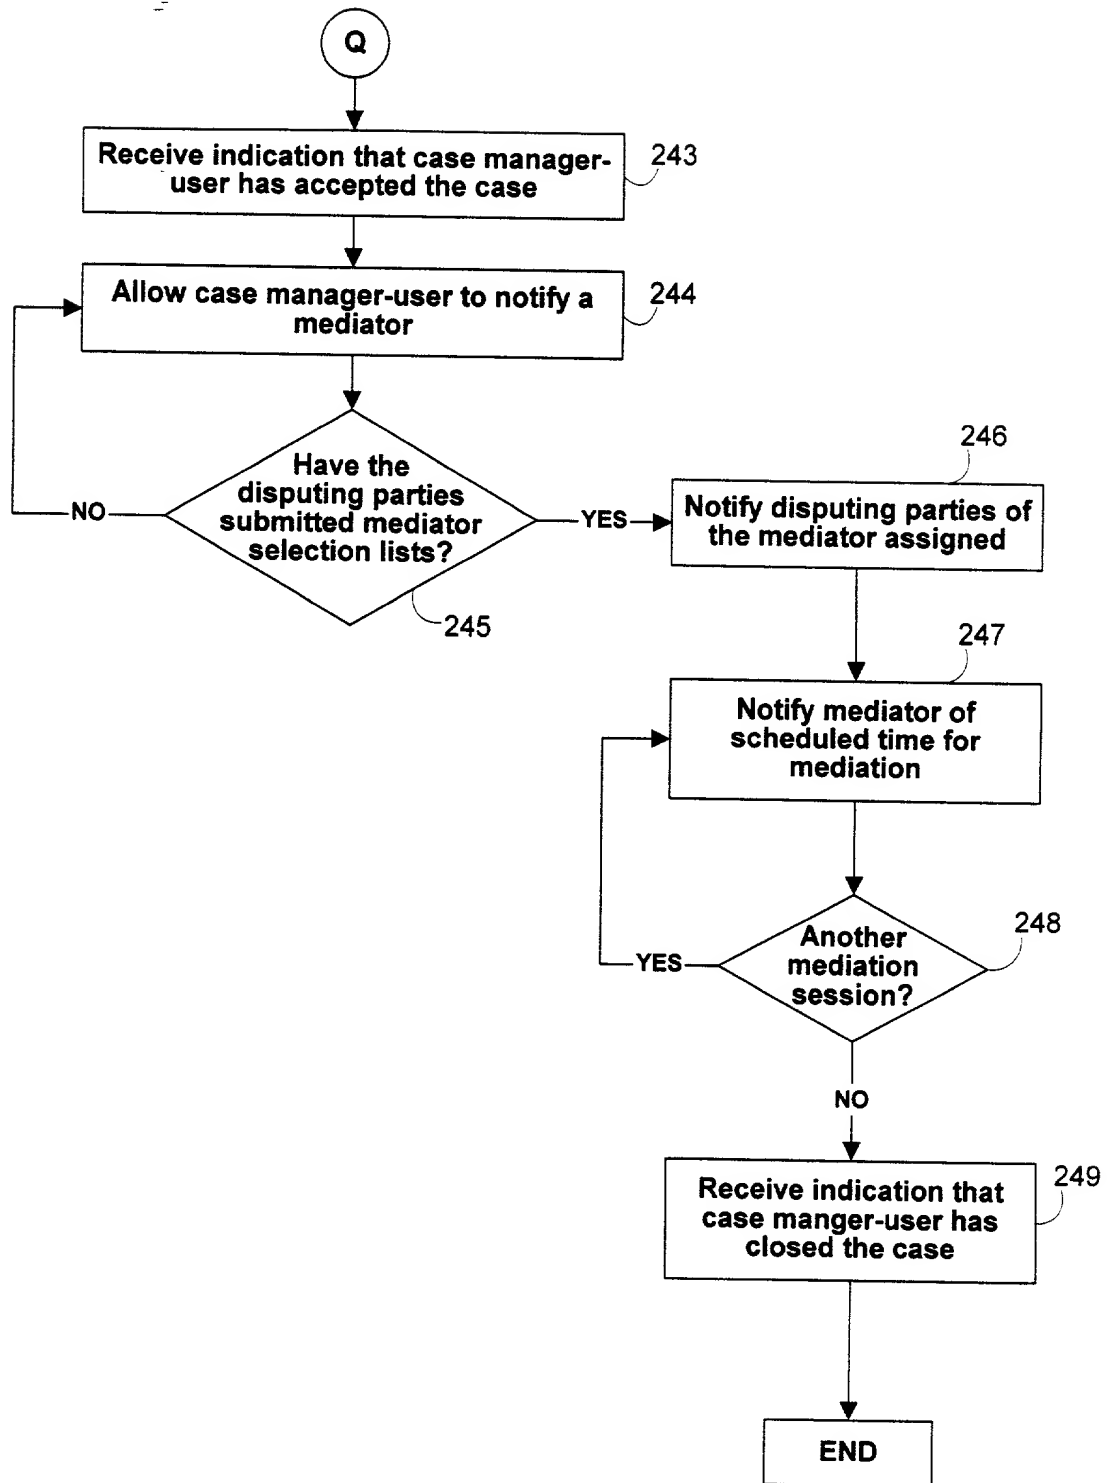 Q
Receive indication that case manager-
user has accepted the case
243
Allow case manager-user to notify a
mediator
244
Have the
disputing parties
submitted mediator
selection lists?
NO
YES
245
246
Notify disputing parties of
the mediator assigned
247
Notify mediator of
scheduled time for
mediation
248
Another
mediation
session?
YES
NO
249
Receive indication that
case manger-user has
closed the case
END